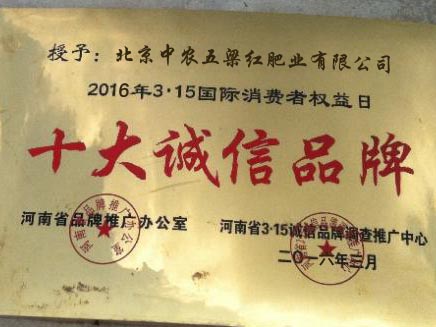 授予：北京中农五梁红肥业有限公司
2016年3·15国际消费者权益日
十大诚信品牌
河南省品牌推广办公室 河南省3·15诚信品牌调查推广中心
二〇一六年三月